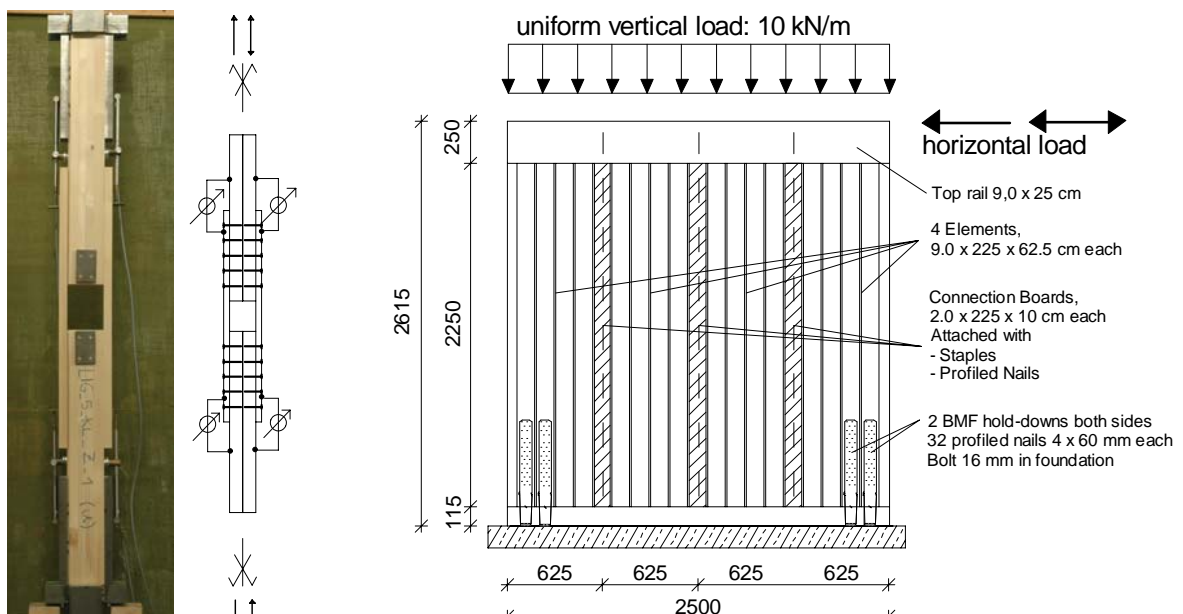 uniform vertical load: 10 kN/m
horizontal load
250
2250
115
2615
Top rail 9,0 x 25 cm
4 Elements,
9.0 x 225 x 62.5 cm each
Connection Boards,
2.0 x 225 x 10 cm each
Attached with
- Staples
- Profiled Nails
2 BMF hold-downs both sides
32 profiled nails 4 x 60 mm each
Bolt 16 mm in foundation
625 625 625 625
2500